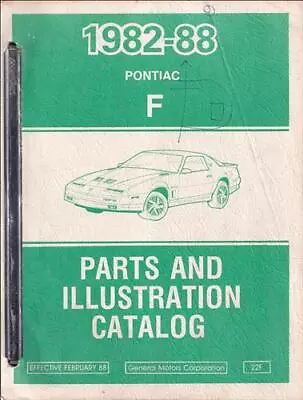 1982-88
PONTIAC
F
PARTS AND
ILLUSTRATION
CATALOG
EFFECTIVE FEBRUARY 88
General Motors Corporation
22F